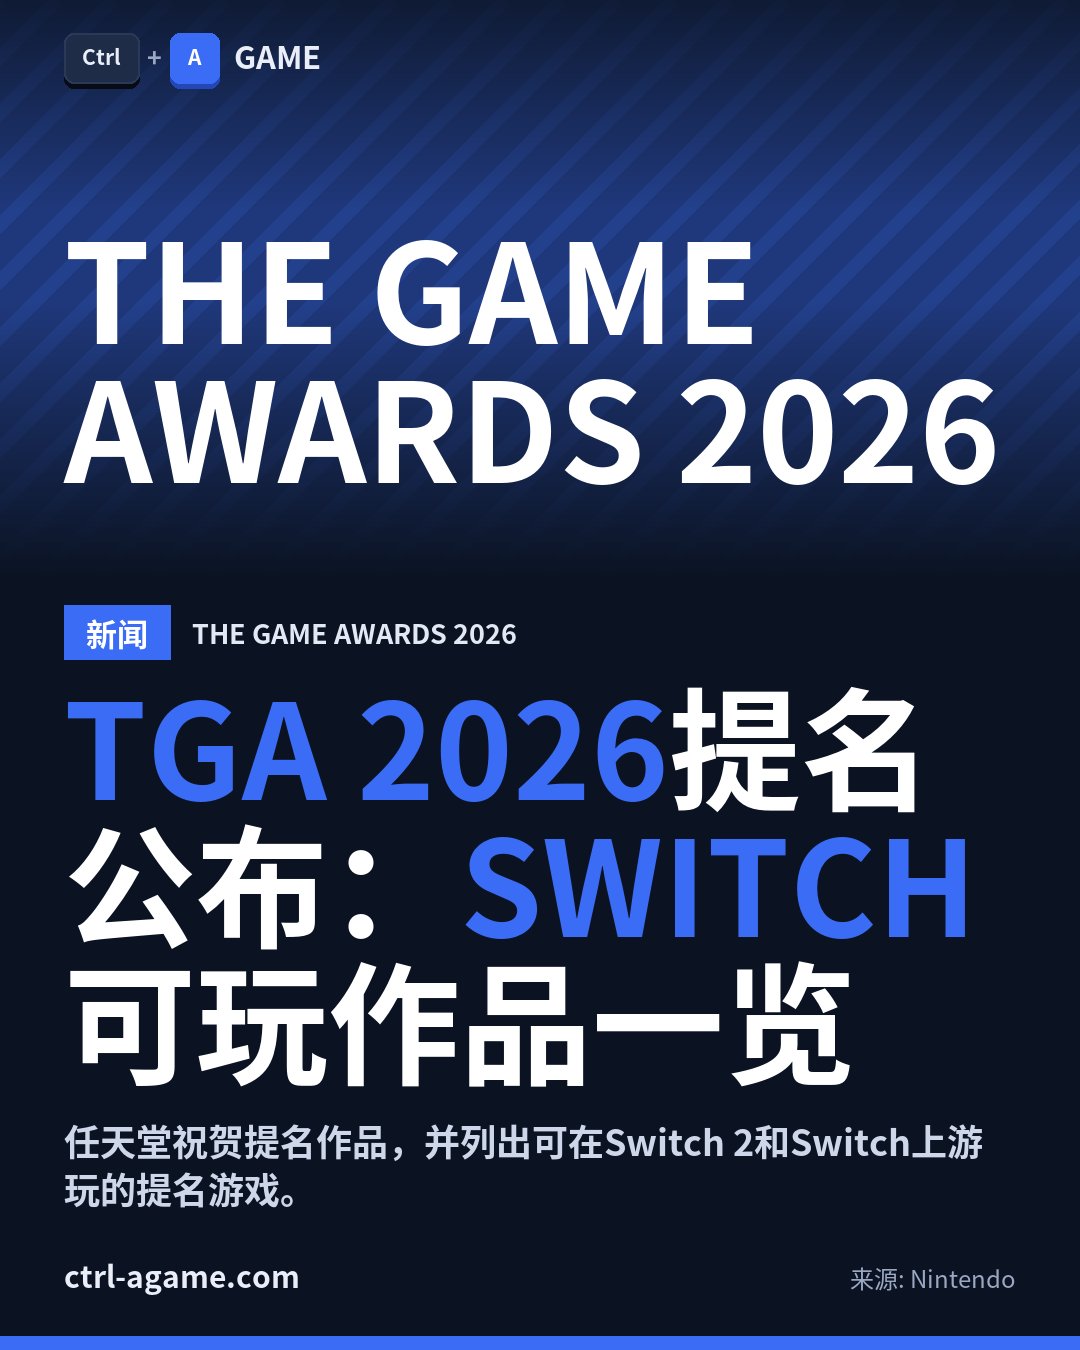 Ctrl + A GAME
THE GAME
AWARDS 2026
新闻 THE GAME AWARDS 2026
TGA 2026提名
公布：SWITCH
可玩作品一览
任天堂祝贺提名作品，并列出可在Switch 2和Switch上游
玩的提名游戏。
ctrl-agame.com
来源: Nintendo